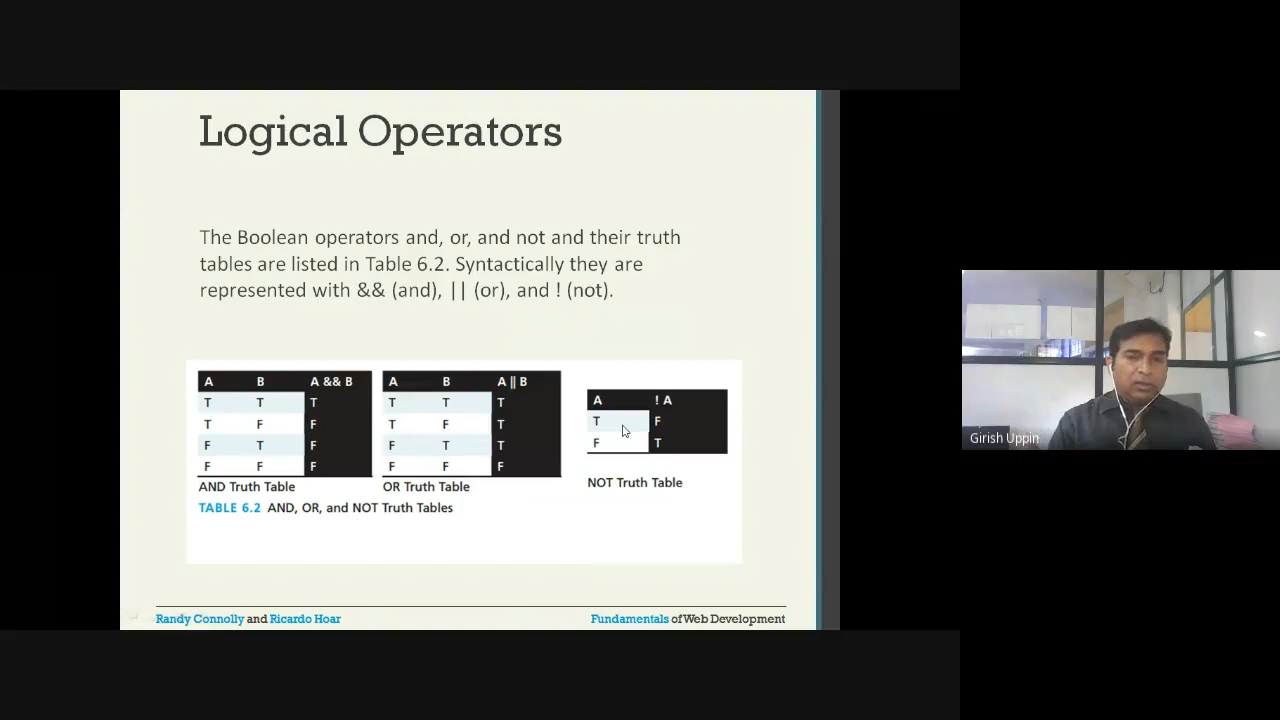 Logical Operators
The Boolean operators and, or, and not and their truth
tables are listed in Table 6.2. Syntactically they are
represented with && (and), || (or), and ! (not).
A B A && B
T T T
T F F
F T F
F F F
AND Truth Table
A B A || B
T T T
T F T
F T T
F F F
OR Truth Table
A ! A
T F
F T
NOT Truth Table
TABLE 6.2 AND, OR, and NOT Truth Tables
Randy Connolly and Ricardo Hoar
Fundamentals of Web Development
Girish Uppin